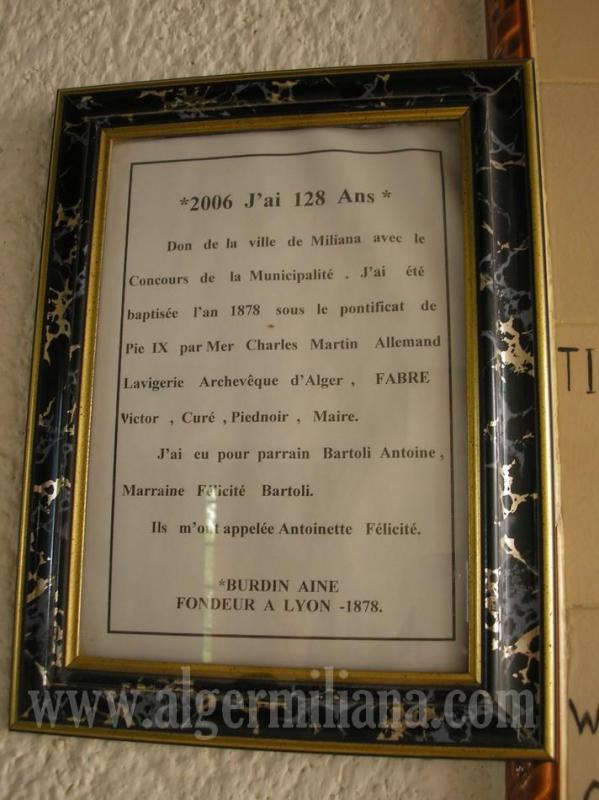 *2006 J'ai 128 Ans *
Don de la ville de Miliana avec le
Concours de la Municipalité . J'ai été
baptisée l'an 1878 sous le pontificat de
Pie IX par Mer Charles Martin Allemand
Lavigerie Archevêque d'Alger , FABRE
Victor , Curé , Piednoir , Maire.
J'ai eu pour parrain Bartoli Antoine ,
Marraine Félicité Bartoli.
Ils m'ont appelée Antoinette Félicité.
*BURDIN AINE
FONDEUR A LYON -1878.
TI
W
www.algermiliana.com